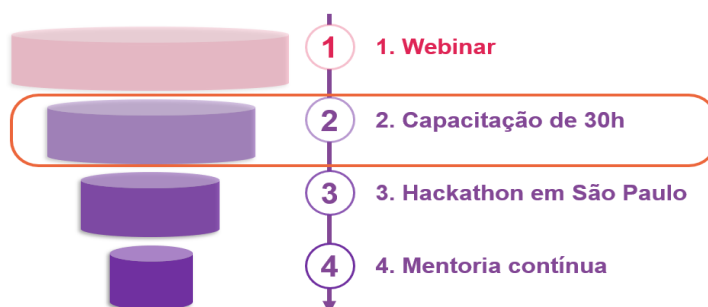 1 1. Webinar
2 2. Capacitação de 30h
3 3. Hackathon em São Paulo
4 4. Mentoria contínua